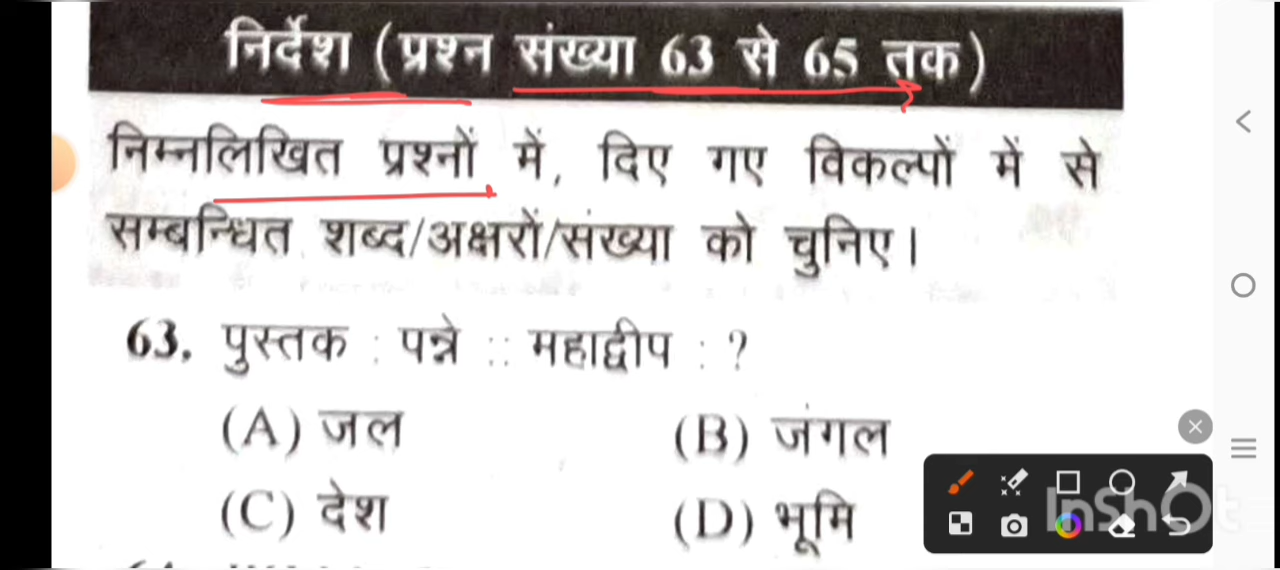 निर्देश (प्रश्न संख्या 63 से 65 तक)
निम्नलिखित प्रश्नों में, दिए गए विकल्पों में से
सम्बन्धित शब्द/अक्षरों/संख्या को चुनिए।
63. पुस्तक : पन्ने :: महाद्वीप : ?
(A) जल (B) जंगल
(C) देश (D) भूमि
InShOt